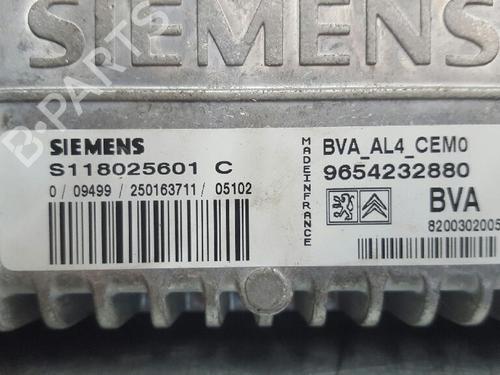 SIEMENS
B-PARTS
SIEMENS
S118025601 C
0 / 09499 / 250163711 / 05102
MADEINFRANCE
BVA_AL4_CEM0
9654232880
BVA
8200302005